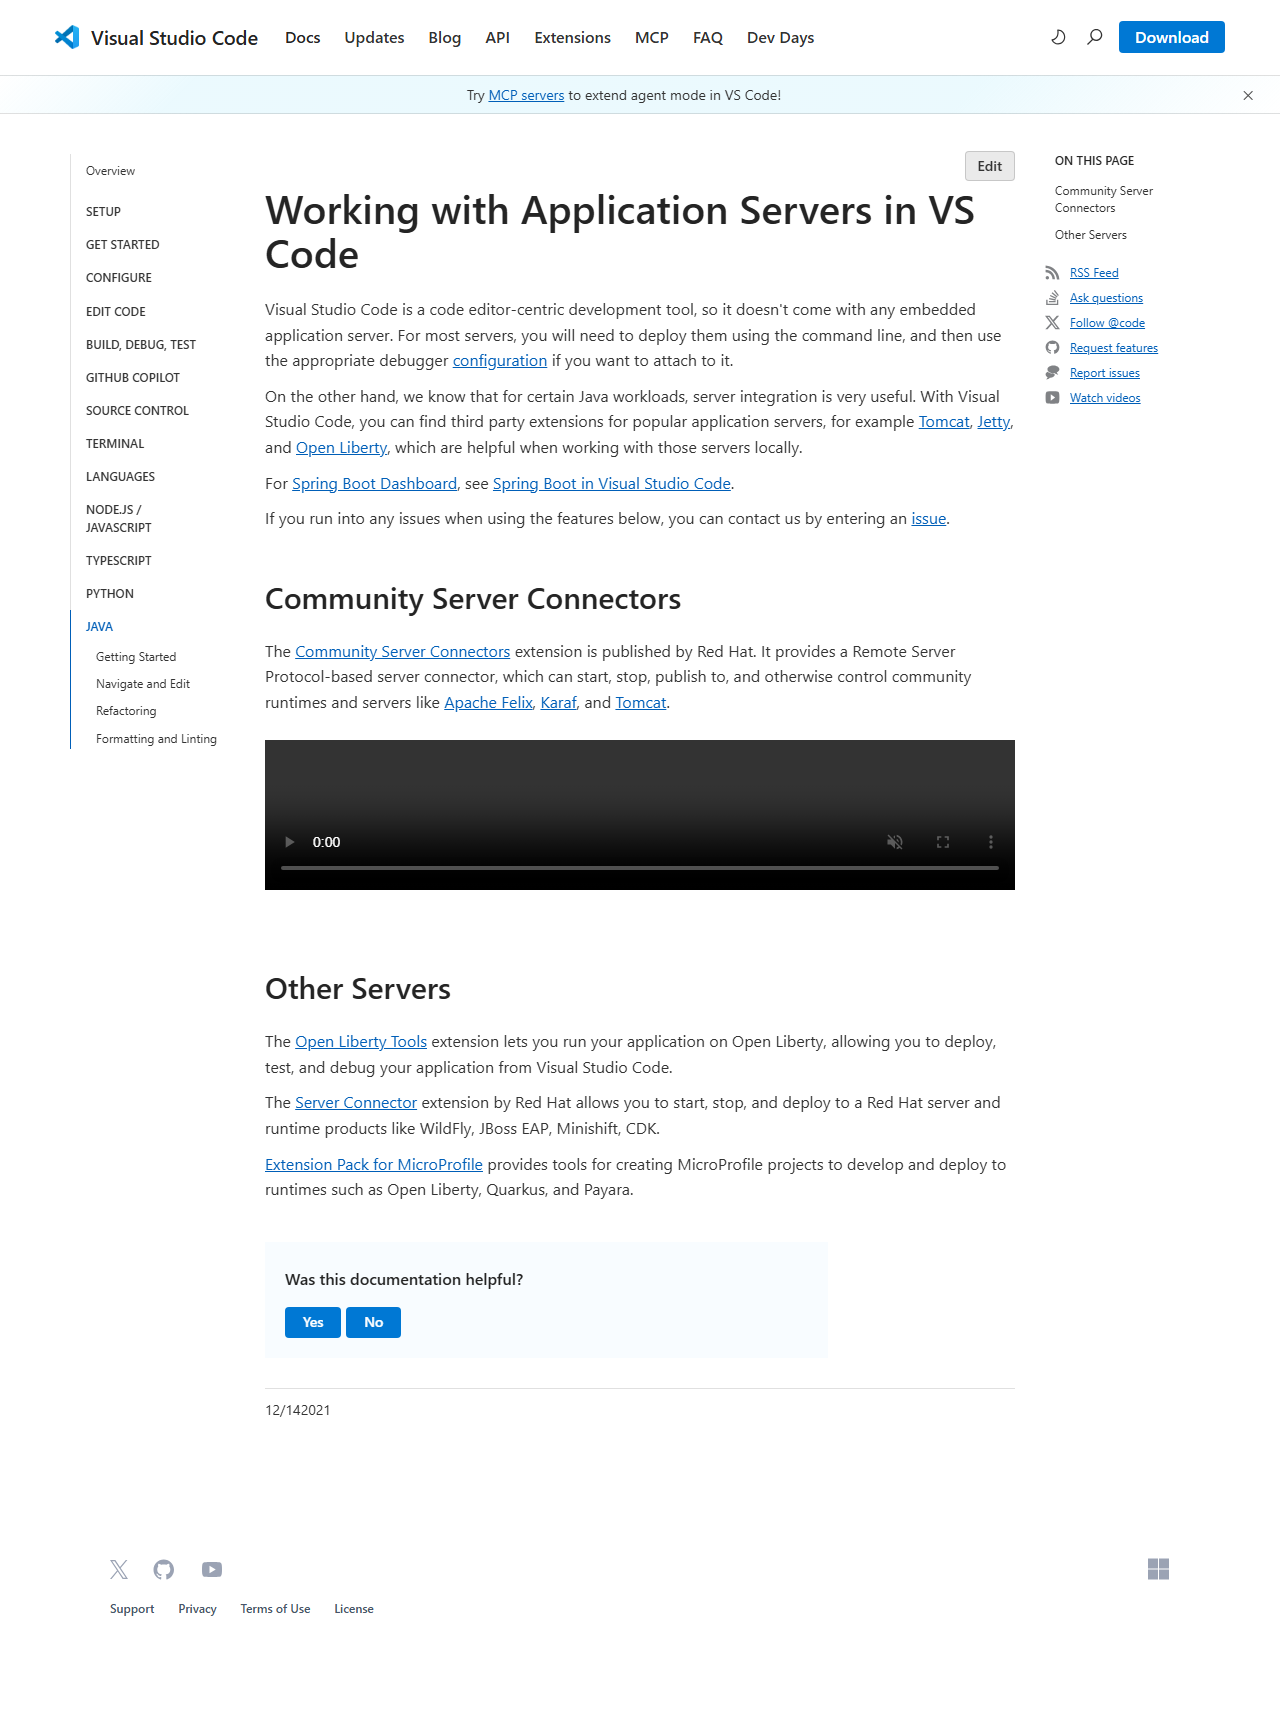 Visual Studio Code Docs Updates Blog API Extensions MCP FAQ Dev Days Download
Try MCP servers to extend agent mode in VS Code!
Overview
SETUP
GET STARTED
CONFIGURE
EDIT CODE
BUILD, DEBUG, TEST
GITHUB COPILOT
SOURCE CONTROL
TERMINAL
LANGUAGES
NODE.JS /
JAVASCRIPT
TYPESCRIPT
PYTHON
JAVA
Getting Started
Navigate and Edit
Refactoring
Formatting and Linting
Edit
Working with Application Servers in VS
Code
Visual Studio Code is a code editor-centric development tool, so it doesn't come with any embedded
application server. For most servers, you will need to deploy them using the command line, and then use
the appropriate debugger configuration if you want to attach to it.
On the other hand, we know that for certain Java workloads, server integration is very useful. With Visual
Studio Code, you can find third party extensions for popular application servers, for example Tomcat, Jetty,
and Open Liberty, which are helpful when working with those servers locally.
For Spring Boot Dashboard, see Spring Boot in Visual Studio Code.
If you run into any issues when using the features below, you can contact us by entering an issue.
Community Server Connectors
The Community Server Connectors extension is published by Red Hat. It provides a Remote Server
Protocol-based server connector, which can start, stop, publish to, and otherwise control community
runtimes and servers like Apache Felix, Karaf, and Tomcat.
0:00
Other Servers
The Open Liberty Tools extension lets you run your application on Open Liberty, allowing you to deploy,
test, and debug your application from Visual Studio Code.
The Server Connector extension by Red Hat allows you to start, stop, and deploy to a Red Hat server and
runtime products like WildFly, JBoss EAP, Minishift, CDK.
Extension Pack for MicroProfile provides tools for creating MicroProfile projects to develop and deploy to
runtimes such as Open Liberty, Quarkus, and Payara.
Was this documentation helpful?
Yes No
12/142021
ON THIS PAGE
Community Server
Connectors
Other Servers
RSS Feed
Ask questions
Follow @code
Request features
Report issues
Watch videos
Support Privacy Terms of Use License